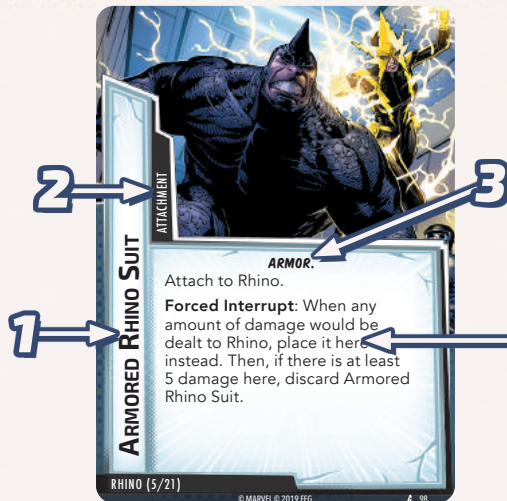 2
ATTACHMENT
3
1
ARMORED RHINO SUIT
ARMOR.
Attach to Rhino.
Forced Interrupt: When any
amount of damage would be
dealt to Rhino, place it here
instead. Then, if there is at least
5 damage here, discard Armored
Rhino Suit.
RHINO (5/21)
© MARVEL © 2019 FFG
98